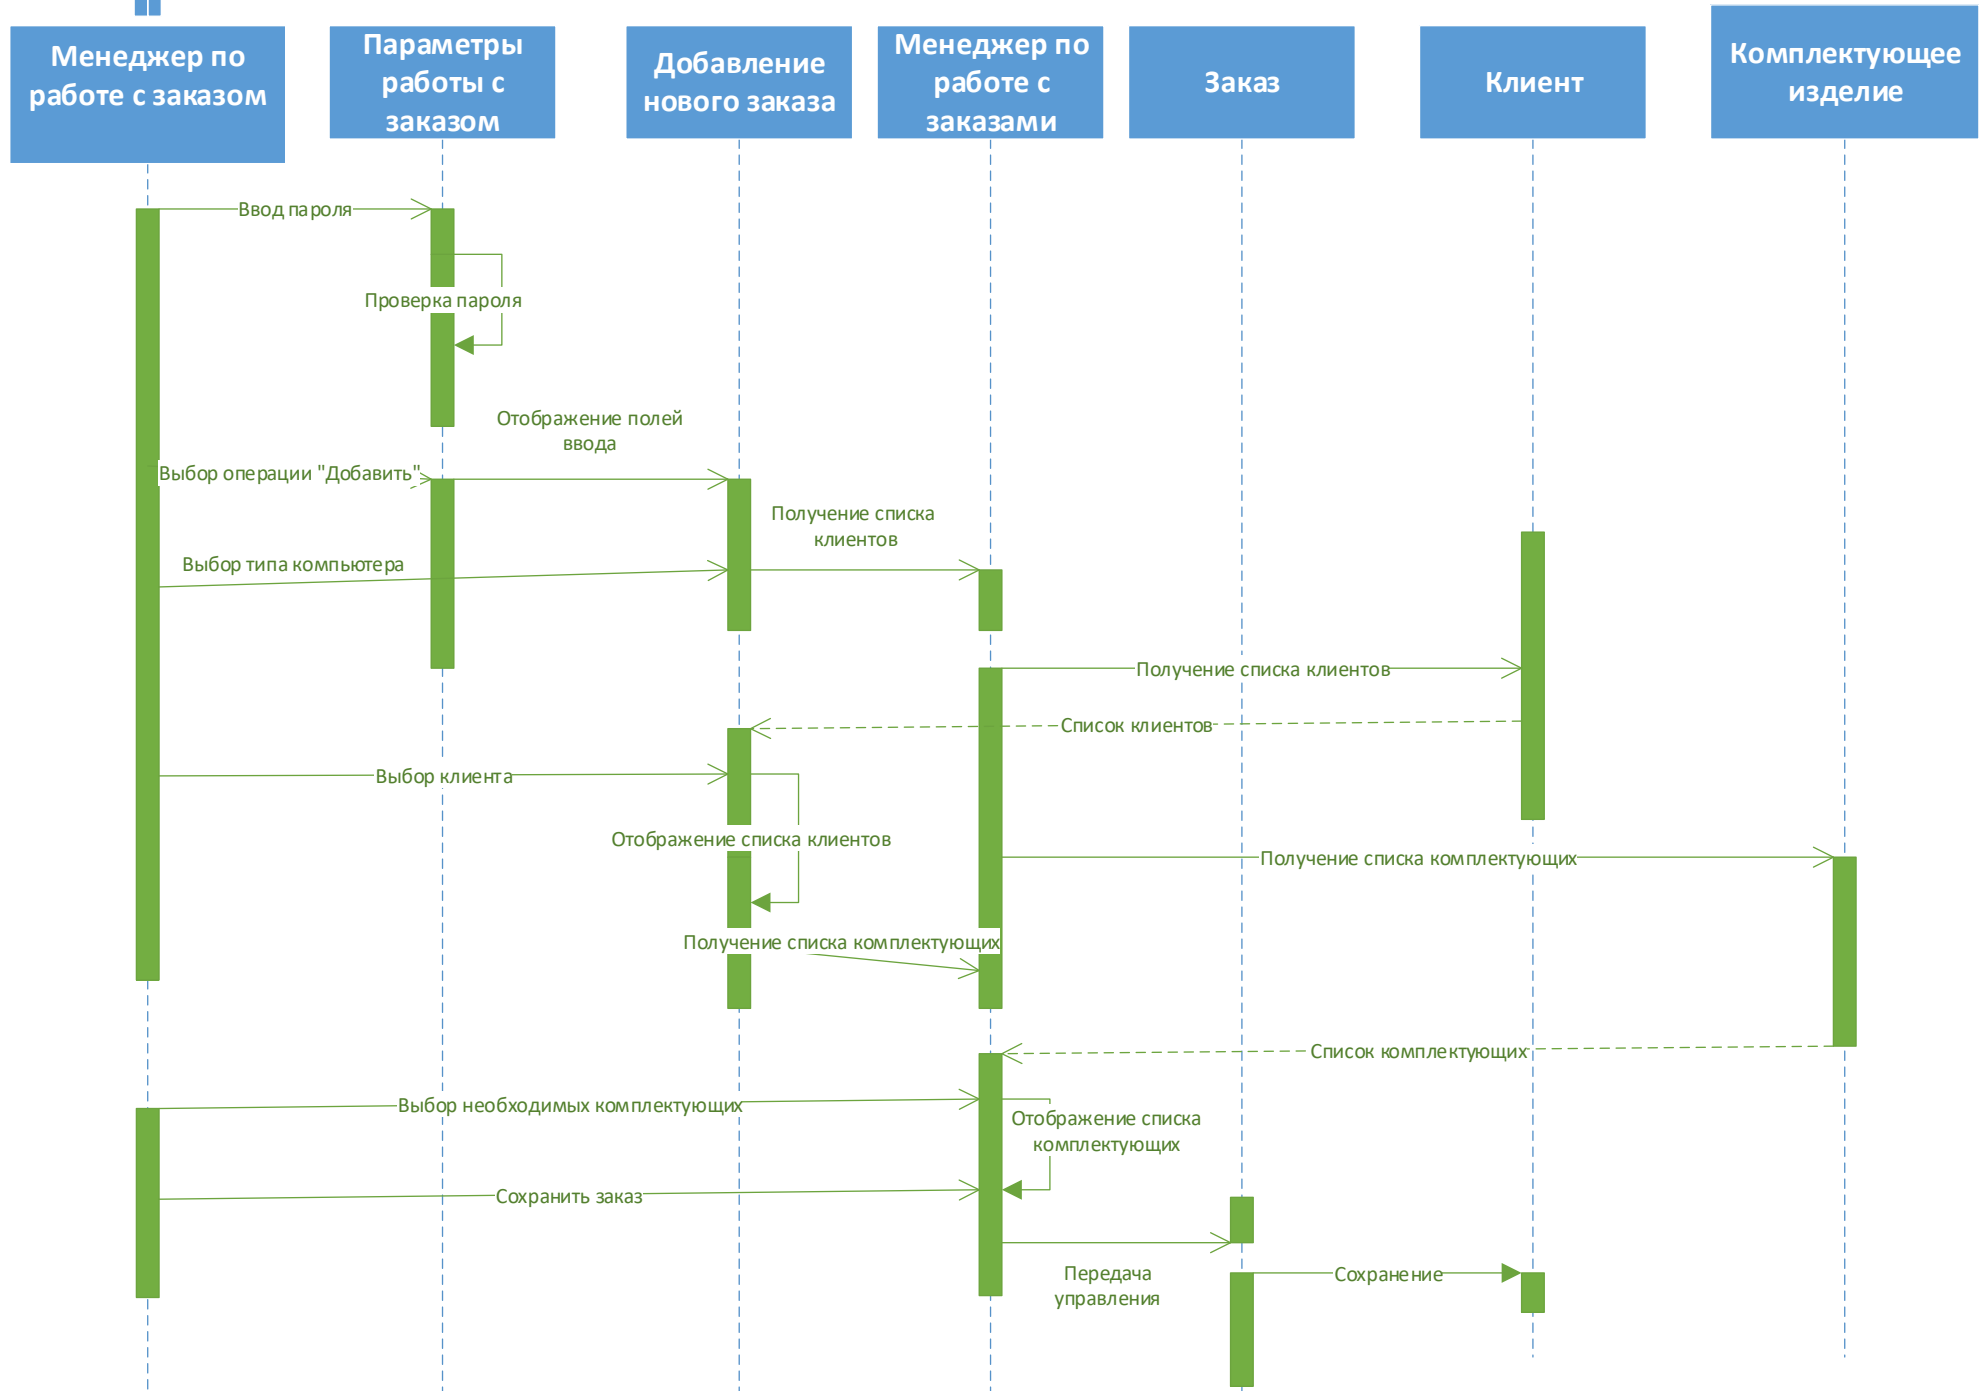 Менеджер по
работе с заказом
Параметры
работы с
заказом
Добавление
нового заказа
Менеджер по
работе с
заказами
Заказ
Клиент
Комплектующее
изделие
Ввод пароля
Проверка пароля
Отображение полей
ввода
Выбор операции "Добавить"
Получение списка
клиентов
Выбор типа компьютера
Получение списка клиентов
Список клиентов
Выбор клиента
Отображение списка клиентов
Получение списка комплектующих
Получение списка комплектующих
Список комплектующих
Выбор необходимых комплектующих
Отображение списка
комплектующих
Сохранить заказ
Передача
управления
Сохранение